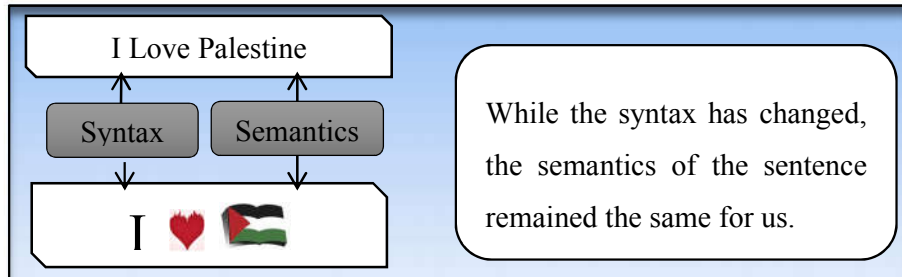 I Love Palestine
Syntax
Semantics
I
While the syntax has changed,
the semantics of the sentence
remained the same for us.